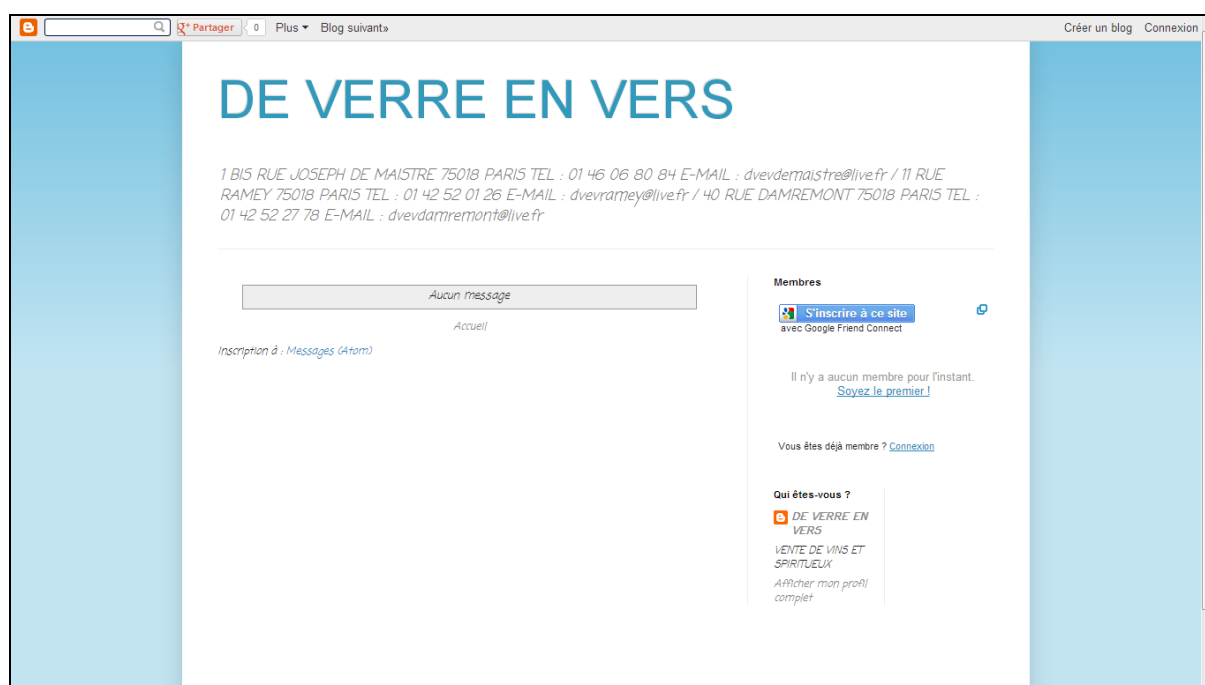 Partager 0 Plus Blog suivant» Créer un blog Connexion
DE VERRE EN VERS
1 BIS RUE JOSEPH DE MAISTRE 75018 PARIS TEL : 01 46 06 80 84 E-MAIL : dvevdemaistre@live.fr / 11 RUE
RAMEY 75018 PARIS TEL : 01 42 52 01 26 E-MAIL : dvevramey@live.fr / 40 RUE DAMREMONT 75018 PARIS TEL :
01 42 52 27 78 E-MAIL : dvevdamremont@live.fr
Aucun message
Accueil
Inscription à : Messages (Atom)
Membres
S'inscrire à ce site
avec Google Friend Connect
Il n'y a aucun membre pour l'instant.
Soyez le premier !
Vous êtes déjà membre ? Connexion
Qui êtes-vous ?
DE VERRE EN
VERS
VENTE DE VINS ET
SPIRITUEUX
Afficher mon profil
complet